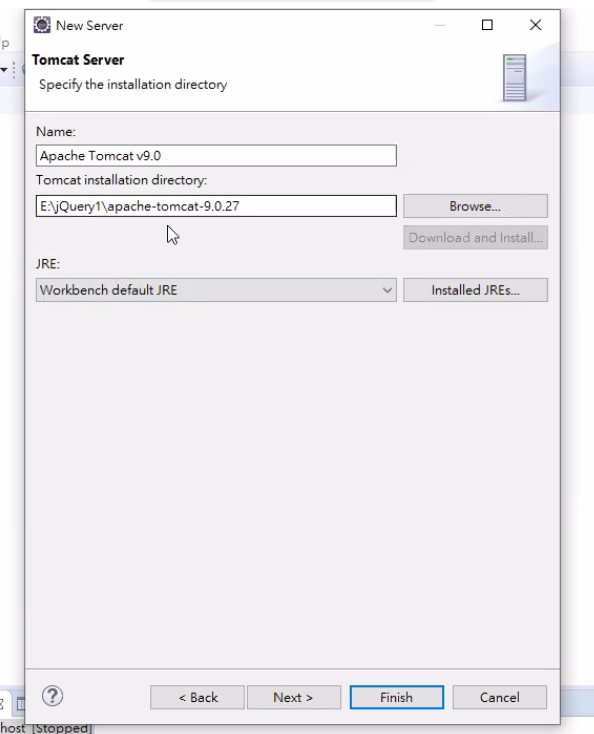 New Server
lp
Tomcat Server
Specify the installation directory
Name:
Apache Tomcat v9.0
Tomcat installation directory:
E:\jQuery1\apache-tomcat-9.0.27
Browse...
Download and Install...
JRE:
Workbench default JRE
Installed JREs...
?
< Back
Next >
Finish
Cancel
host [Stopped]